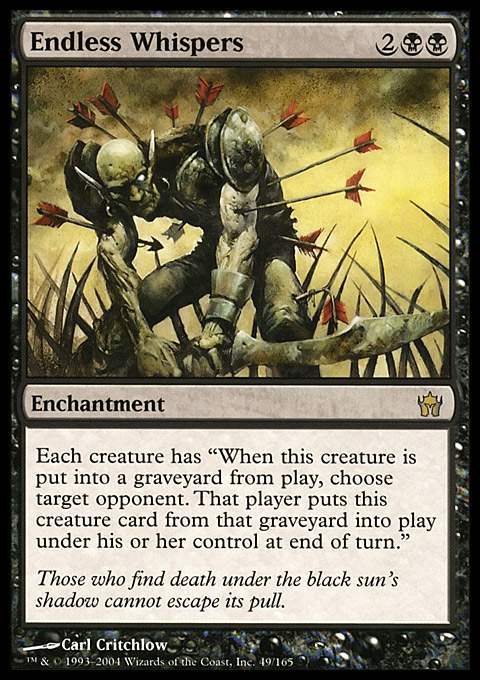 Endless Whispers 2
Enchantment
Each creature has “When this creature is
put into a graveyard from play, choose
target opponent. That player puts this
creature card from that graveyard into play
under his or her control at end of turn.”
Those who find death under the black sun’s
shadow cannot escape its pull.
Carl Critchlow
™ & © 1993–2004 Wizards of the Coast, Inc. 49/165